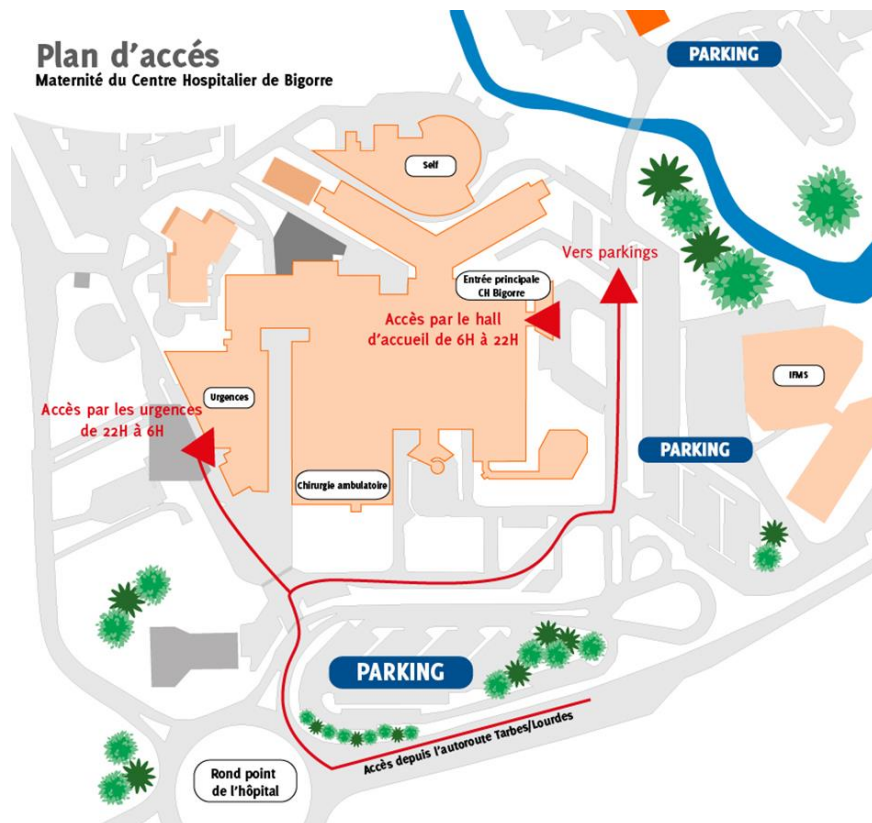 Plan d'accés
Maternité du Centre Hospitalier de Bigorre
PARKING
Self
Vers parkings
Entrée principale
CH Bigorre
Accès par le hall
d'accueil de 6H à 22H
IFMS
Urgences
Accès par les urgences
de 22H à 6H
PARKING
Chirurgie ambulatoire
PARKING
Accès depuis l'autoroute Tarbes/Lourdes
Rond point
de l'hôpital